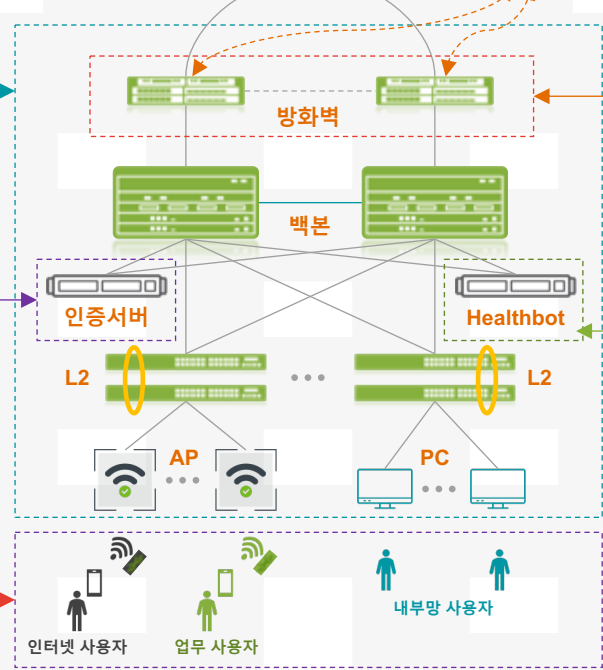 방화벽
백본
인증서버
Healthbot
L2
L2
AP
PC
내부망 사용자
인터넷 사용자
업무 사용자